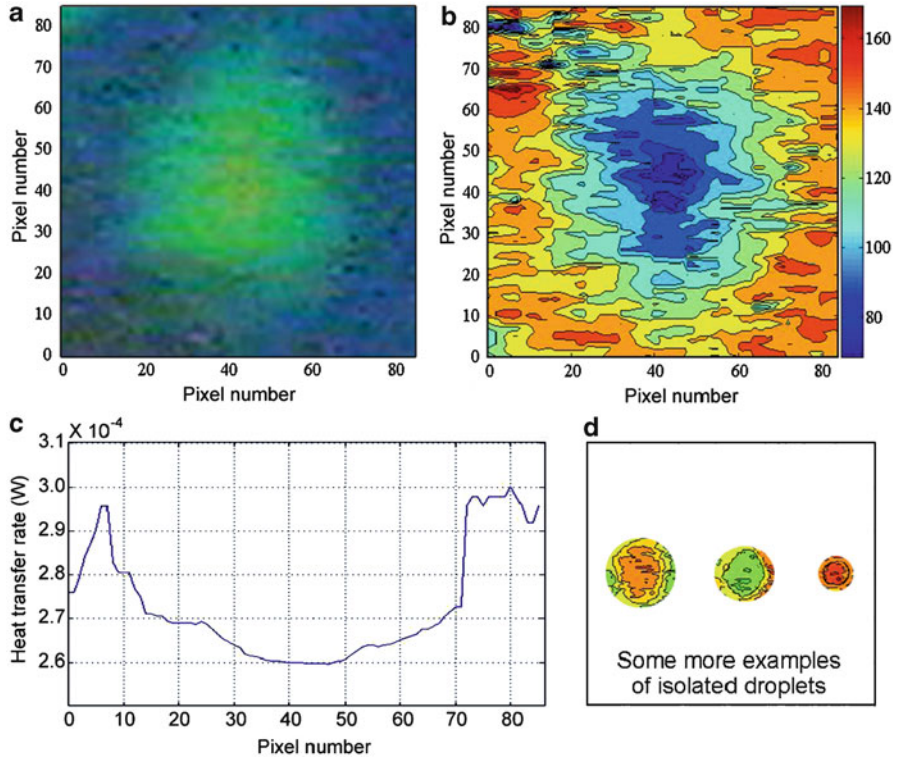 a
80
70
60
50
40
30
20
10
0
Pixel number
0 20 40 60 80
Pixel number
b
80
70
60
50
40
30
20
10
0
Pixel number
0 20 40 60 80
Pixel number
160
140
120
100
80
c
X 10-4
3.1
3.0
2.9
2.8
2.7
2.6
Heat transfer rate (W)
0 10 20 30 40 50 60 70 80
Pixel number
d
Some more examples
of isolated droplets